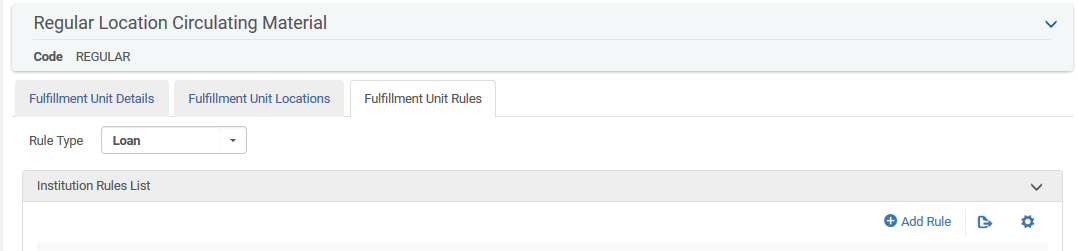 Regular Location Circulating Material
Code REGULAR
Fulfillment Unit Details Fulfillment Unit Locations Fulfillment Unit Rules
Rule Type Loan
Institution Rules List
Add Rule